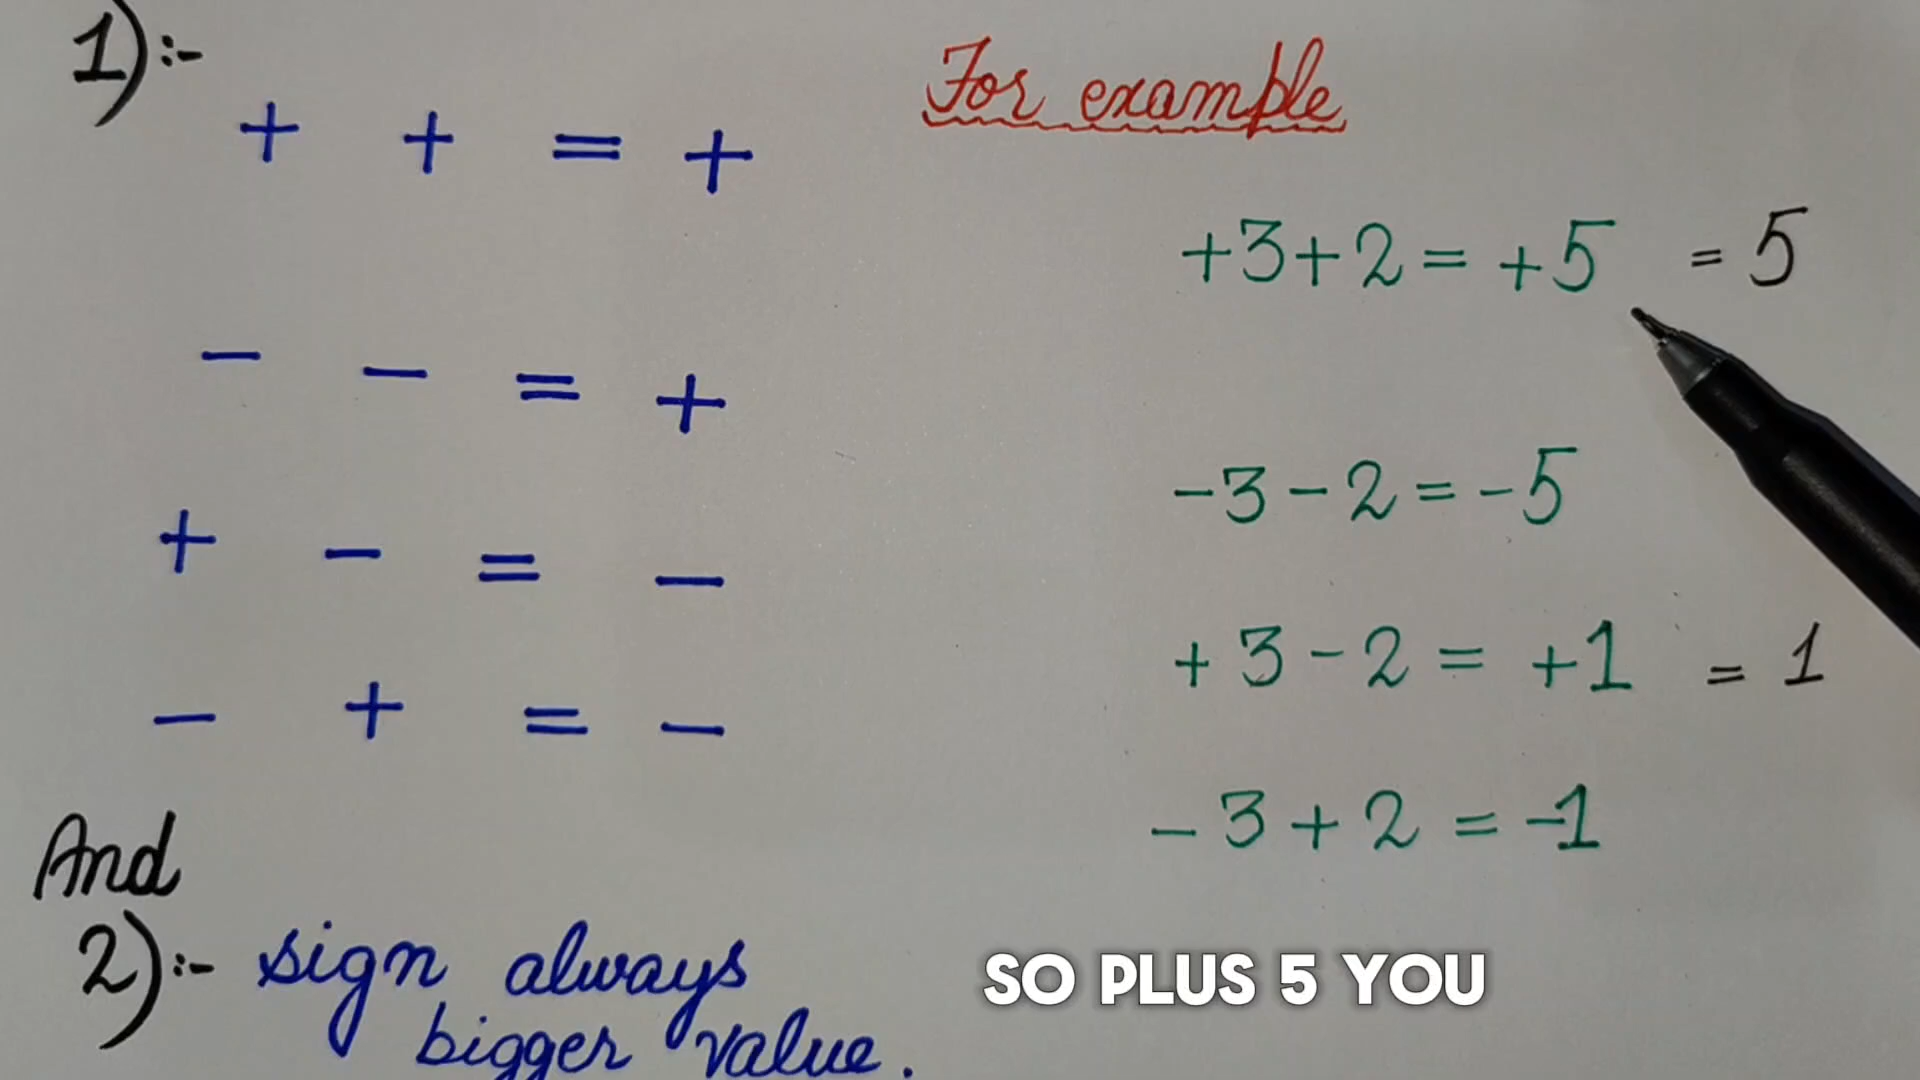 1):-
+ + = +
- - = +
+ - = -
- + = -
And
2):- sign always
bigger value.
For example
+3+2=+5 = 5
-3-2=-5
+3-2=+1 = 1
-3+2=-1
SO PLUS 5 YOU